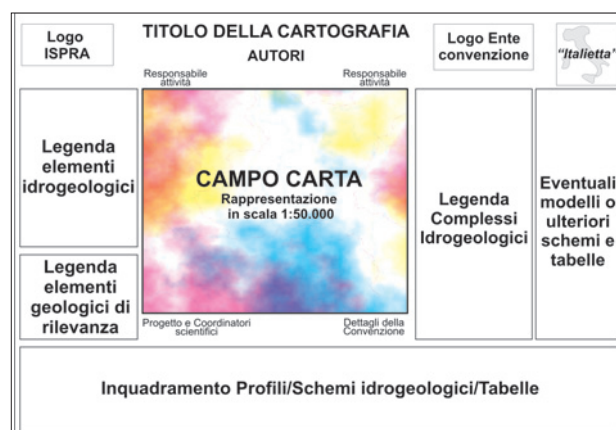 Logo
ISPRA
TITOLO DELLA CARTOGRAFIA
AUTORI
Logo Ente
convenzione
“Italietta”
Responsabile
attività
Responsabile
attività
Legenda
elementi
idrogeologici
CAMPO CARTA
Rappresentazione
in scala 1:50.000
Legenda
Complessi
Idrogeologici
Eventuali
modelli o
ulteriori
schemi e
tabelle
Legenda
elementi
geologici di
rilevanza
Progetto e Coordinatori
scientifici
Dettagli della
Convenzione
Inquadramento Profili/Schemi idrogeologici/Tabelle